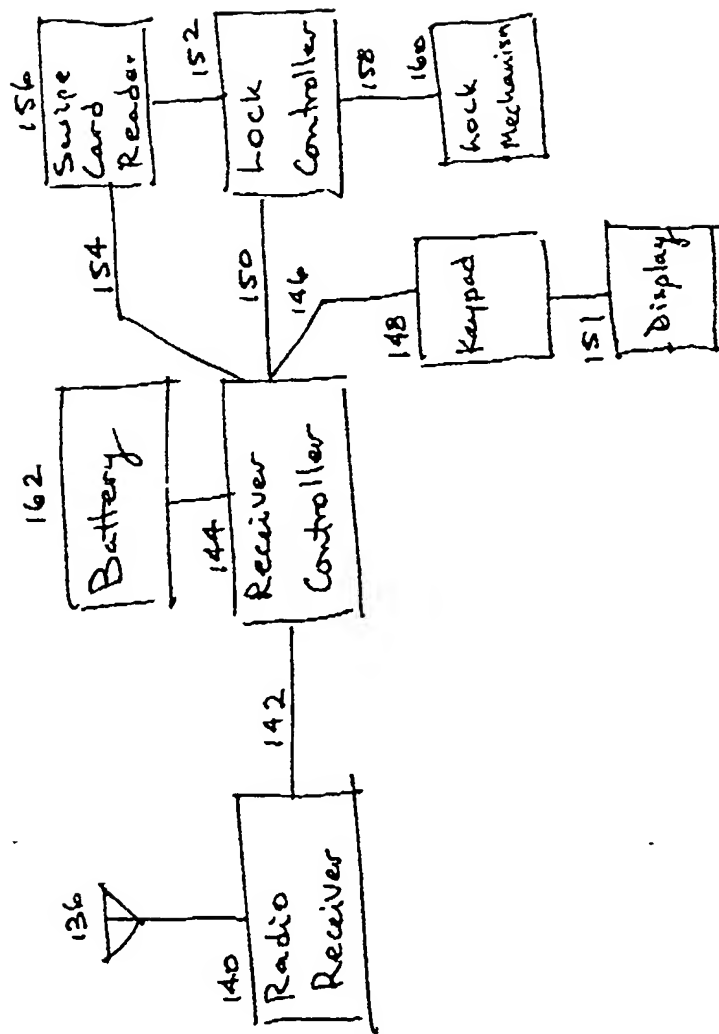 136
140
Radio
Receiver
142
162
Battery
144
Receiver
Controller
154
156
Swipe
Card
Reader
150
152
Lock
Controller
146
158
160
Lock
Mechanism
148
Keypad
151
Display